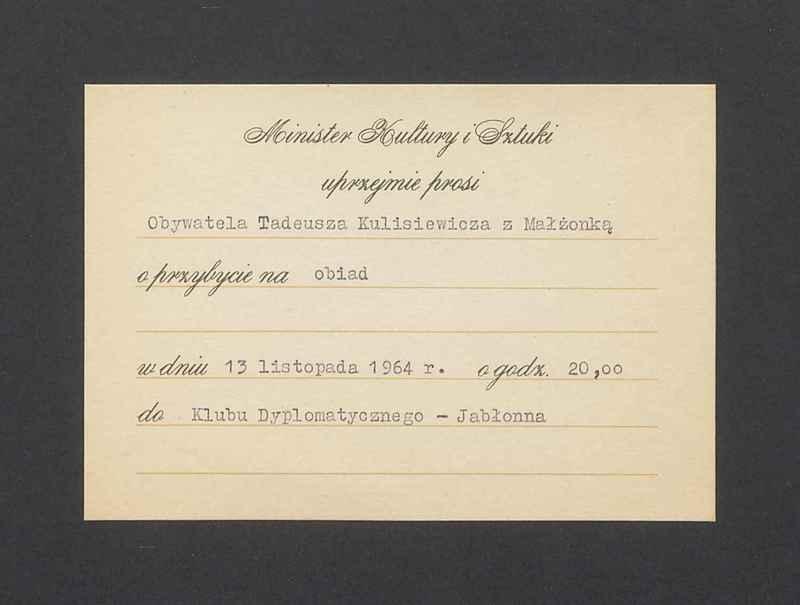 Minister Kultury i Sztuki
uprzejmie prosi
Obywatela Tadeusza Kulisiewicza z Małżonką
o przybycie na obiad
w dniu 13 listopada 1964 r. o godz. 20,00
do Klubu Dyplomatycznego - Jabłonna